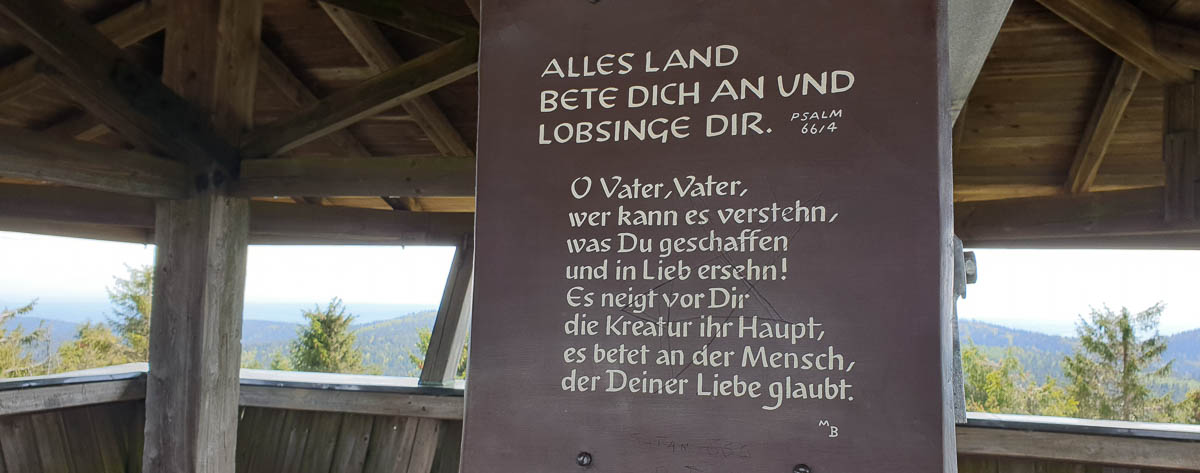 ALLES LAND
BETE DICH AN UND
LOBSINGE DIR. PSALM 66/4
O Vater, Vater,
wer kann es verstehn,
was Du geschaffen
und in Lieb ersehn!
Es neigt vor Dir
die Kreatur ihr Haupt,
es betet an der Mensch,
der Deiner Liebe glaubt.
MB